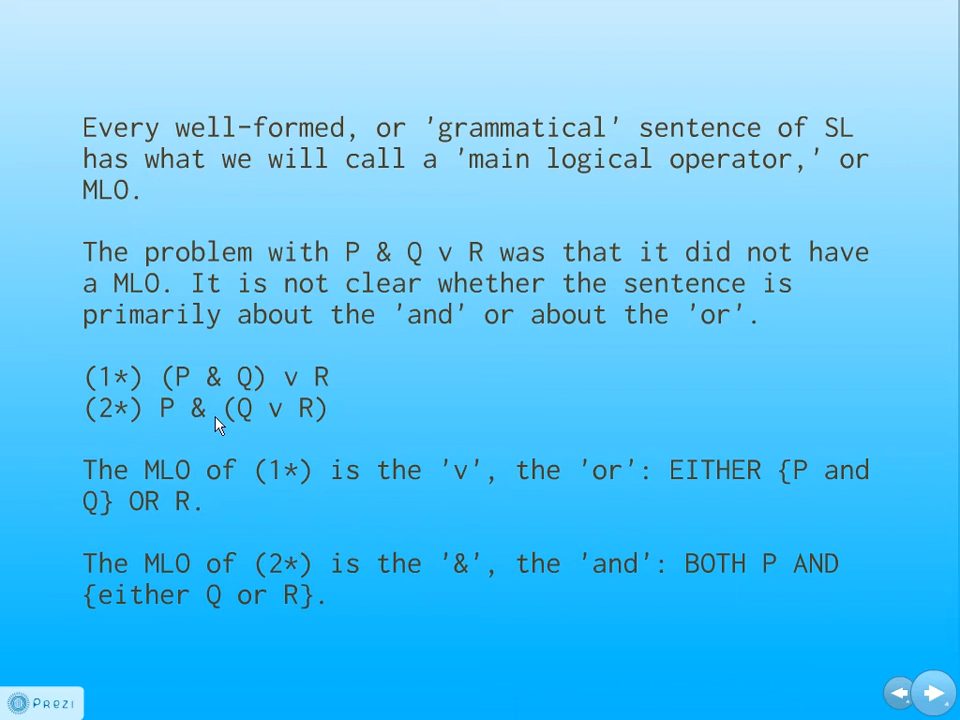 Every well-formed, or 'grammatical' sentence of SL
has what we will call a 'main logical operator,' or
MLO.
The problem with P & Q v R was that it did not have
a MLO. It is not clear whether the sentence is
primarily about the 'and' or about the 'or'.
(1*) (P & Q) v R
(2*) P & (Q v R)
The MLO of (1*) is the 'v', the 'or': EITHER {P and
Q} OR R.
The MLO of (2*) is the '&', the 'and': BOTH P AND
{either Q or R}.
Prezi